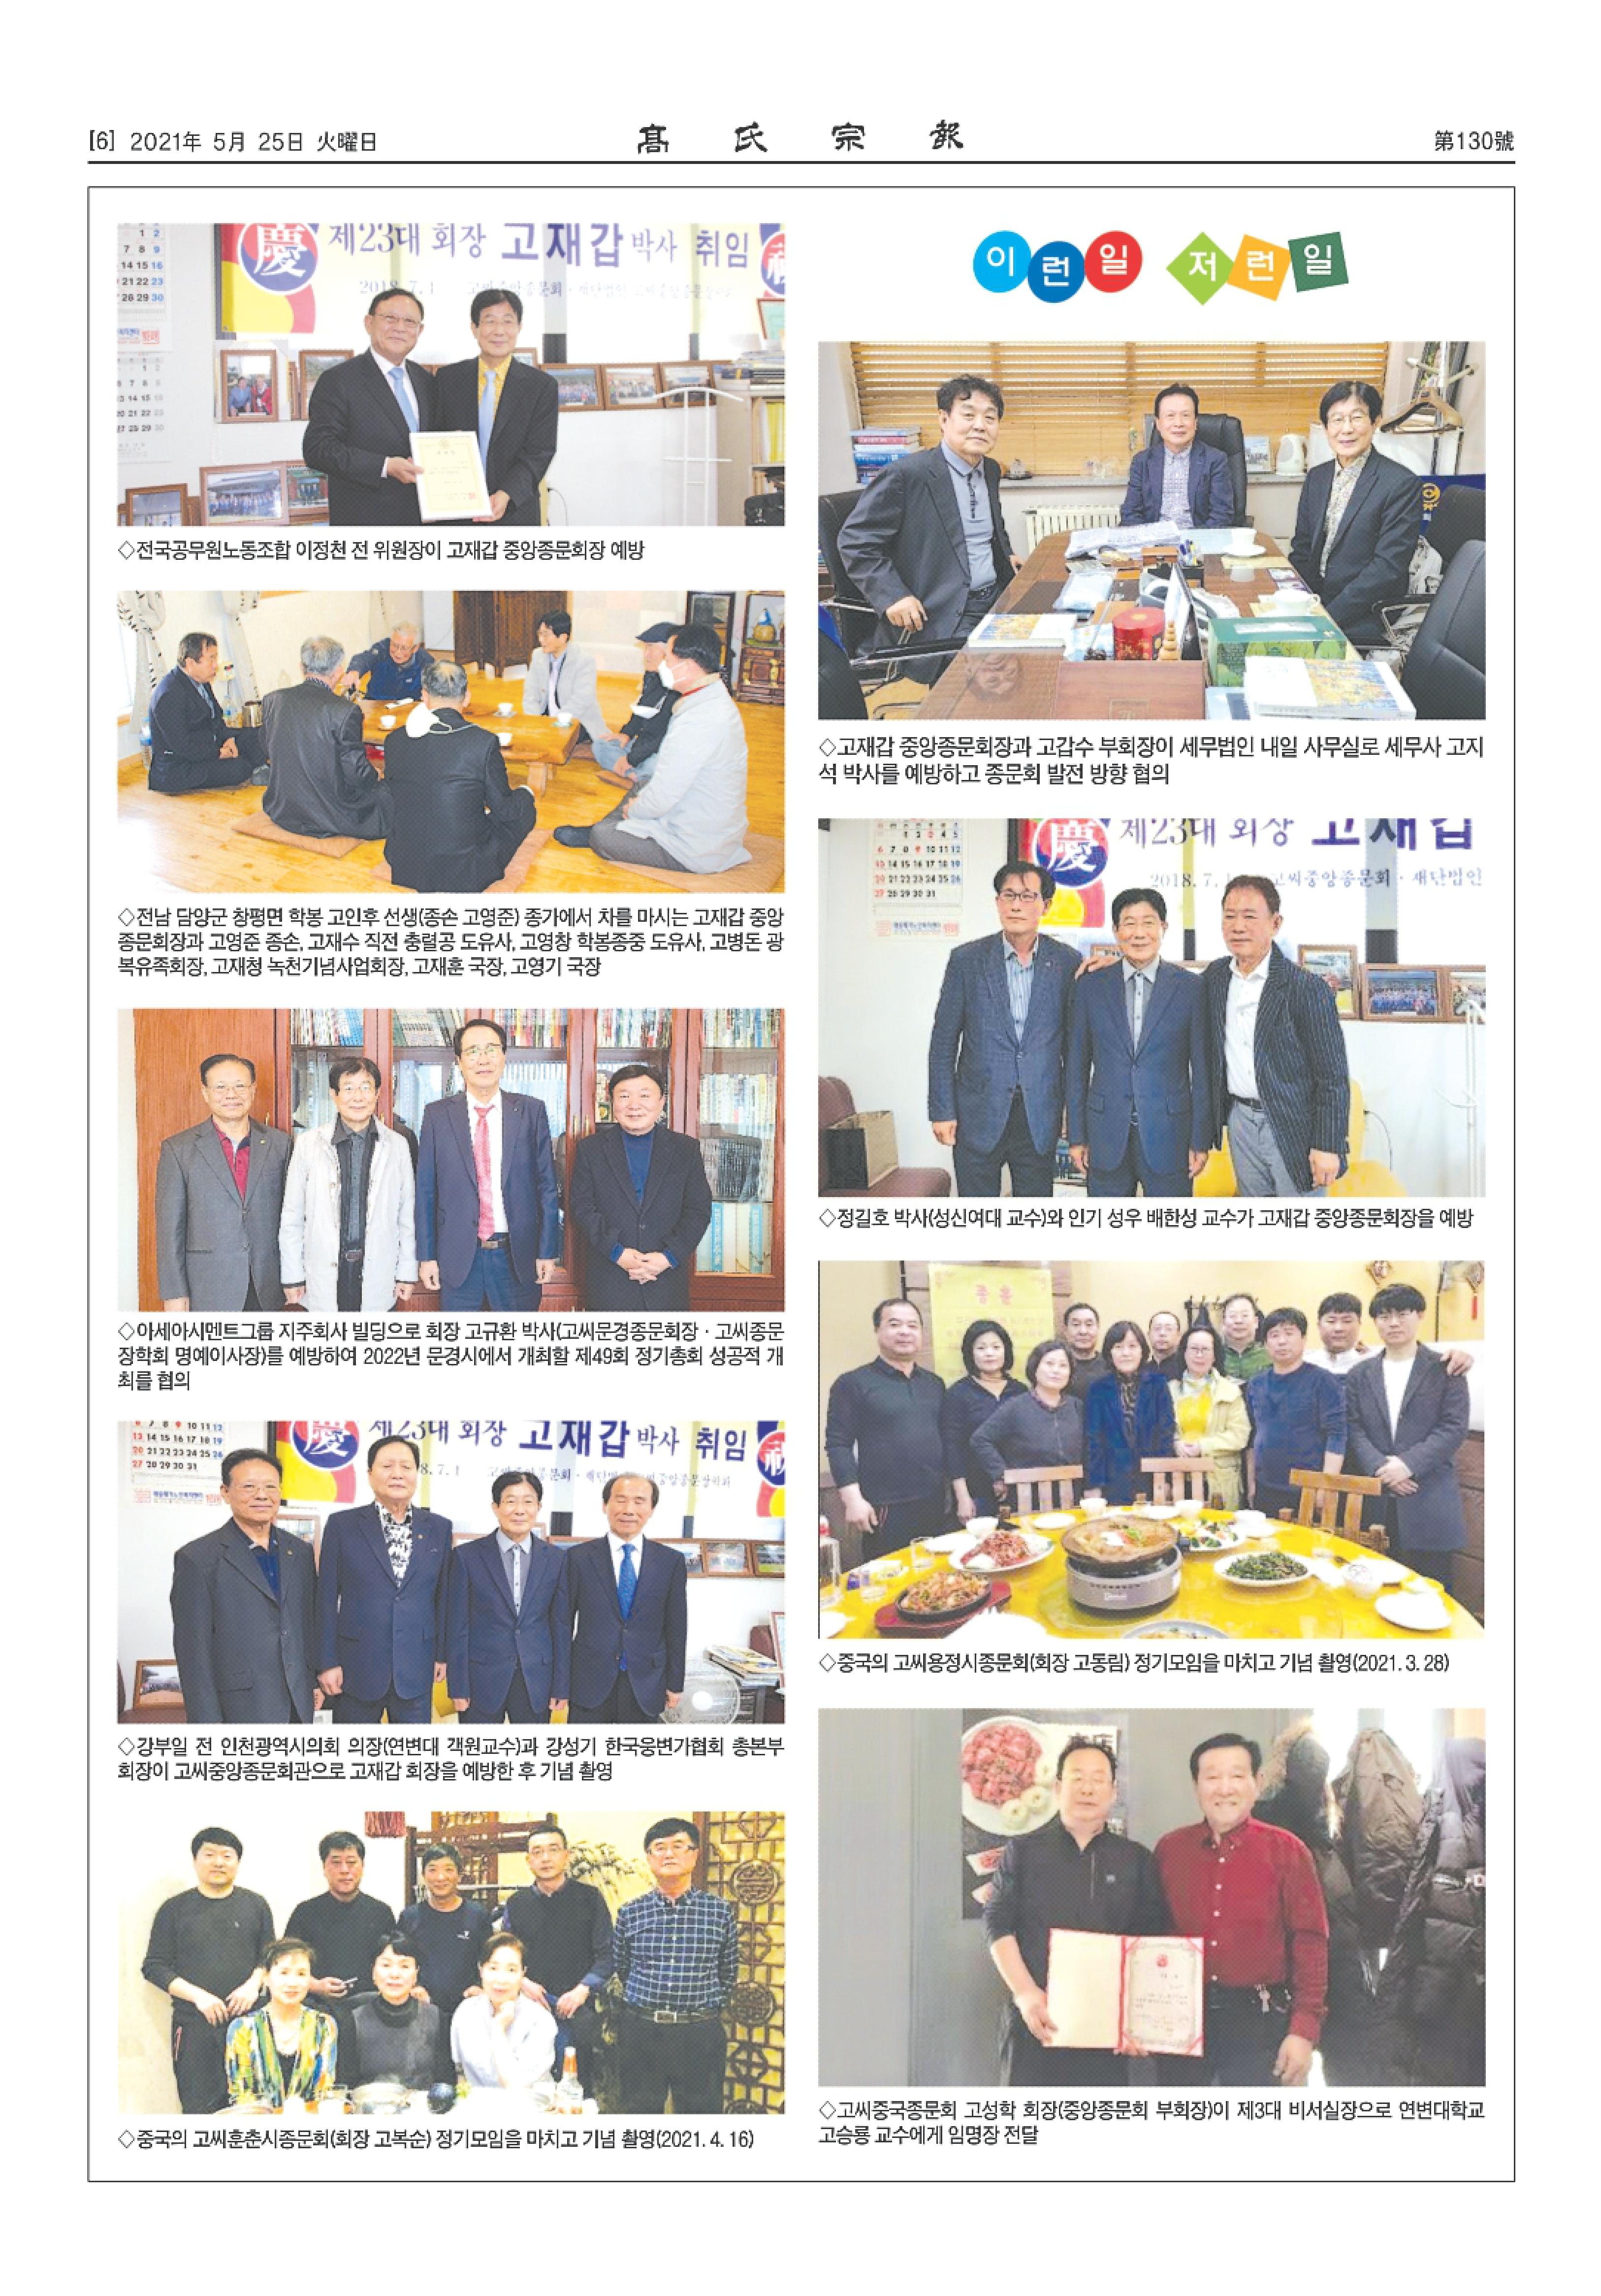 [6] 2021年 5月 25日 火曜日
髙氏宗報
第130號
제23대 회장 고재갑 박사 취임
2018. 7. 1
◇전국공무원노동조합 이정천 전 위원장이 고재갑 중앙종문회장 예방
◇전남 담양군 창평면 학봉 고인후 선생(종손 고영준) 종가에서 차를 마시는 고재갑 중앙
종문회장과 고영준 종손, 고재수 직전 충렬공 도유사, 고영창 학봉종중 도유사, 고병돈 광
복유족회장, 고재청 녹천기념사업회장, 고재훈 국장, 고영기 국장
◇아세아시멘트그룹 지주회사 빌딩으로 회장 고규환 박사(고씨문경종문회장 · 고씨종문
장학회 명예이사장)를 예방하여 2022년 문경시에서 개최할 제49회 정기총회 성공적 개
최를 협의
제23대 회장 고재갑 박사 취임
◇강부일 전 인천광역시의회 의장(연변대 객원교수)과 강성기 한국웅변가협회 총본부
회장이 고씨중앙종문회관으로 고재갑 회장을 예방한 후 기념 촬영
◇중국의 고씨훈춘시종문회(회장 고복순) 정기모임을 마치고 기념 촬영(2021. 4. 16)
이런일 저런일
◇고재갑 중앙종문회장과 고갑수 부회장이 세무법인 내일 사무실로 세무사 고지
석 박사를 예방하고 종문회 발전 방향 협의
제23대 회장 고재갑
2018. 7. 1 고씨중앙종문회 · 재단법인
◇정길호 박사(성신여대 교수)와 인기 성우 배한성 교수가 고재갑 중앙종문회장을 예방
◇중국의 고씨용정시종문회(회장 고동림) 정기모임을 마치고 기념 촬영(2021. 3. 28)
◇고씨중국종문회 고성학 회장(중앙종문회 부회장)이 제3대 비서실장으로 연변대학교
고승룡 교수에게 임명장 전달